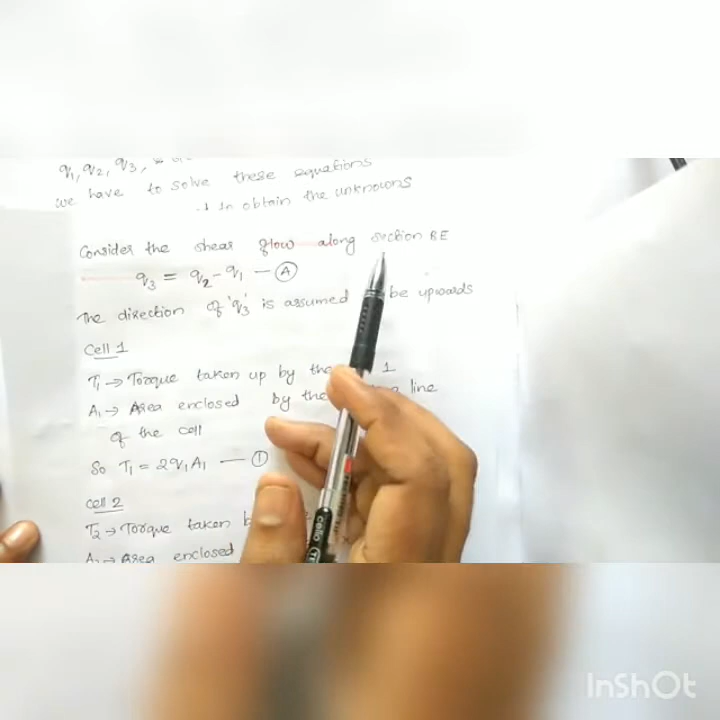 q1, q2, q3,
we have to solve these equations
to obtain the unknowns
Consider the shear flow along section BE
q3 = q2 - q1 — Ⓐ
The direction of 'q3' is assumed be upwards
Cell 1
T1 → Torque taken up by the 1
A1 → Area enclosed by the line
of the cell
So T1 = 2q1A1 — ①
Cell 2
T2 → Torque taken
A2 → Area enclosed
cello
InShOt